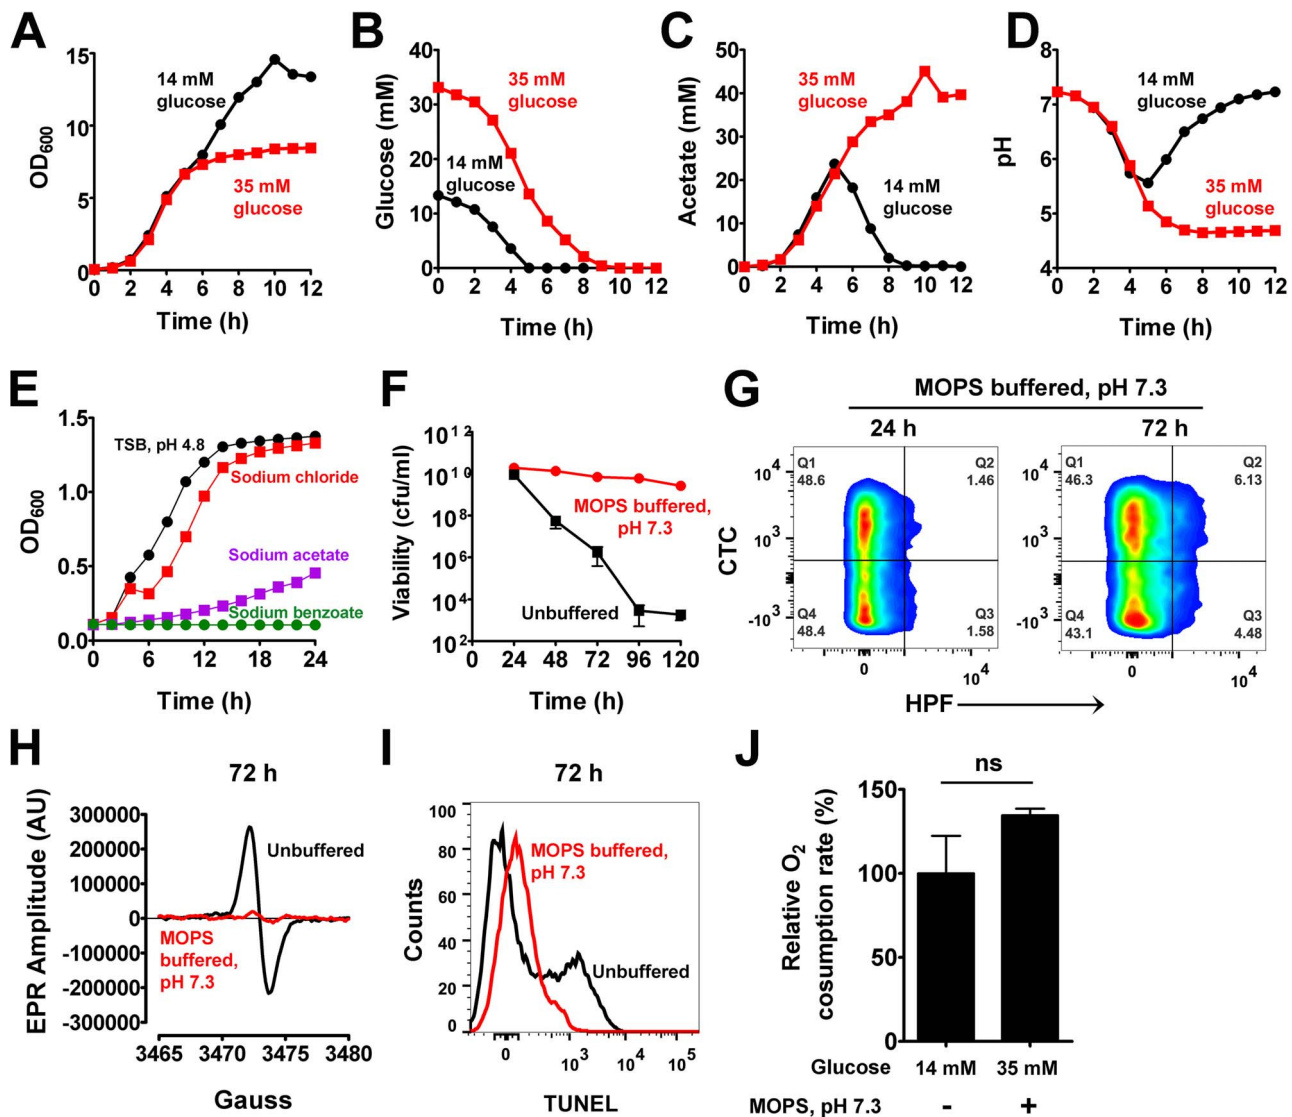 A
OD600
15
10
5
0
14 mM
glucose
35 mM
glucose
0 2 4 6 8 10 12
Time (h)
B
Glucose (mM)
40
30
20
10
0
35 mM
glucose
14 mM
glucose
0 2 4 6 8 10 12
Time (h)
C
Acetate (mM)
50
40
30
20
10
0
35 mM
glucose
14 mM
glucose
0 2 4 6 8 10 12
Time (h)
D
pH
8
7
6
5
4
14 mM
glucose
35 mM
glucose
0 2 4 6 8 10 12
Time (h)
E
OD600
1.5
1.0
0.5
0.0
TSB, pH 4.8
Sodium chloride
Sodium acetate
Sodium benzoate
0 6 12 18 24
Time (h)
F
Viability (cfu/ml)
10^12
10^10
10^8
10^6
10^4
10^2
MOPS buffered,
pH 7.3
Unbuffered
0 24 48 72 96 120
Time (h)
G
MOPS buffered, pH 7.3
24 h
72 h
CTC
10^4
10^3
-10^3
Q1
48.6
Q2
1.46
Q4
48.4
Q3
1.58
0
10^4
10^4
10^3
-10^3
Q1
46.3
Q2
6.13
Q4
43.1
Q3
4.48
0
10^4
HPF
H
72 h
EPR Amplitude (AU)
300000
200000
100000
0
-100000
-200000
-300000
Unbuffered
MOPS
buffered,
pH 7.3
3465 3470 3475 3480
Gauss
I
72 h
Counts
100
80
60
40
20
0
MOPS buffered,
pH 7.3
Unbuffered
0 10^3 10^4 10^5
TUNEL
J
ns
Relative O2
cosumption rate (%)
150
100
50
0
Glucose 14 mM 35 mM
MOPS, pH 7.3 - +